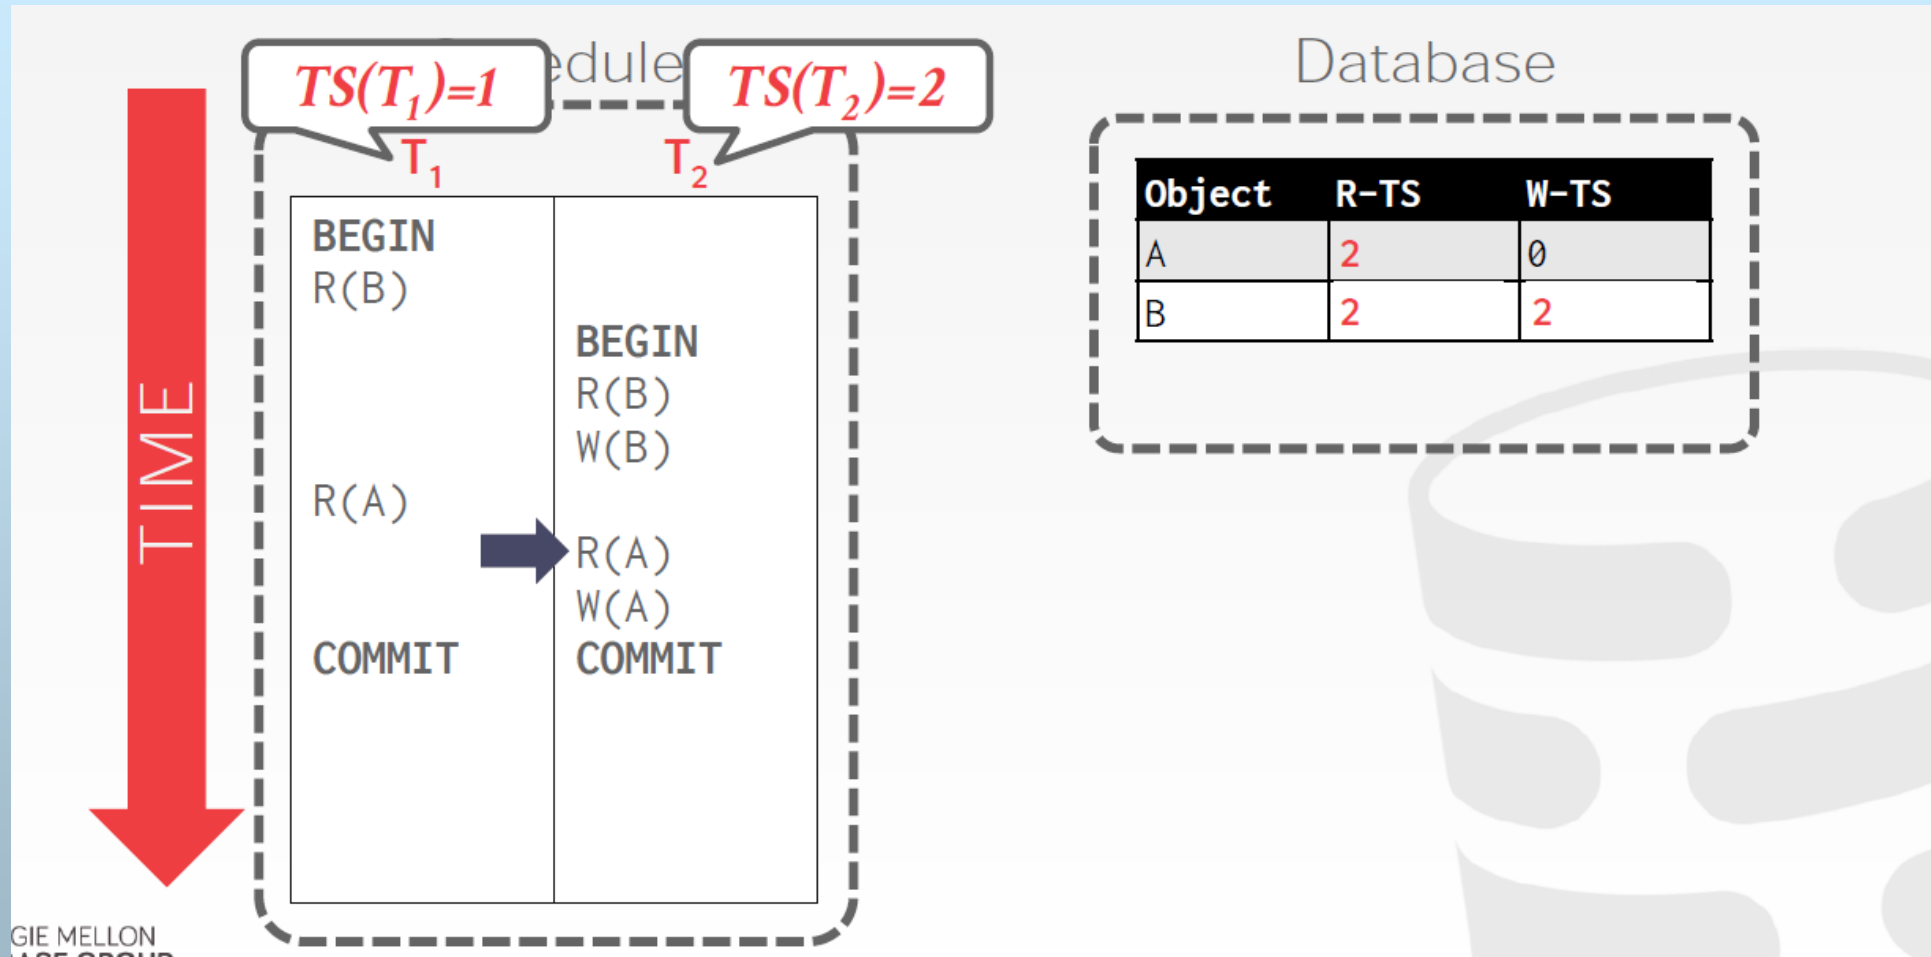 TS(T1)=1
edule
TS(T2)=2
Database
T1
T2
Object R-TS W-TS
A 2 0
B 2 2
BEGIN
R(B)
BEGIN
R(B)
W(B)
R(A)
R(A)
W(A)
COMMIT COMMIT
TIME
GIE MELLON